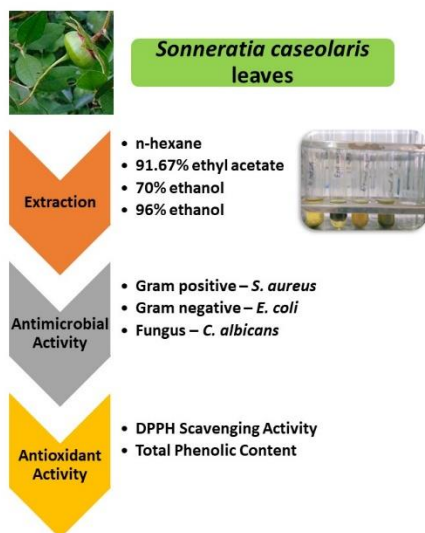 Sonneratia caseolaris
leaves
Extraction
• n-hexane
• 91.67% ethyl acetate
• 70% ethanol
• 96% ethanol
Antimicrobial
Activity
• Gram positive – S. aureus
• Gram negative – E. coli
• Fungus – C. albicans
Antioxidant
Activity
• DPPH Scavenging Activity
• Total Phenolic Content